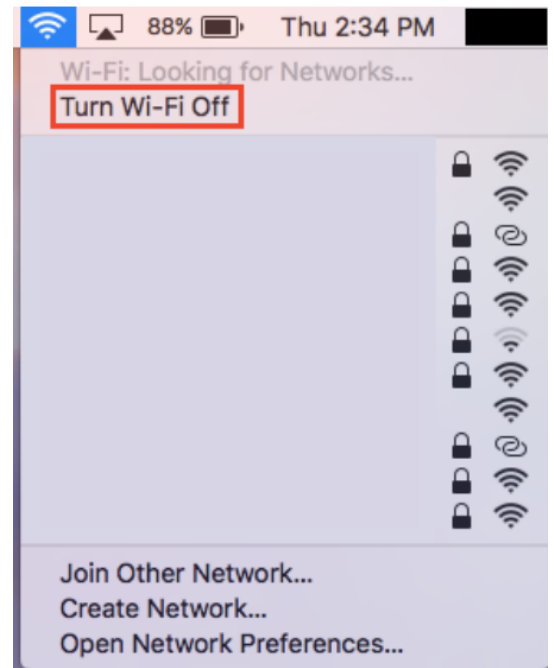 88% Thu 2:34 PM
Wi-Fi: Looking for Networks...
Turn Wi-Fi Off
Join Other Network...
Create Network...
Open Network Preferences...